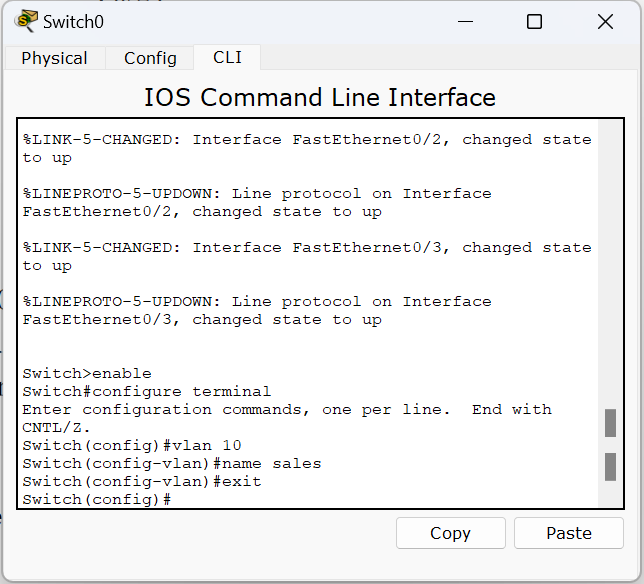 Switch0
Physical Config CLI
IOS Command Line Interface
%LINK-5-CHANGED: Interface FastEthernet0/2, changed state
to up
%LINEPROTO-5-UPDOWN: Line protocol on Interface
FastEthernet0/2, changed state to up
%LINK-5-CHANGED: Interface FastEthernet0/3, changed state
to up
%LINEPROTO-5-UPDOWN: Line protocol on Interface
FastEthernet0/3, changed state to up
Switch>enable
Switch#configure terminal
Enter configuration commands, one per line.  End with
CNTL/Z.
Switch(config)#vlan 10
Switch(config-vlan)#name sales
Switch(config-vlan)#exit
Switch(config)#
Copy Paste